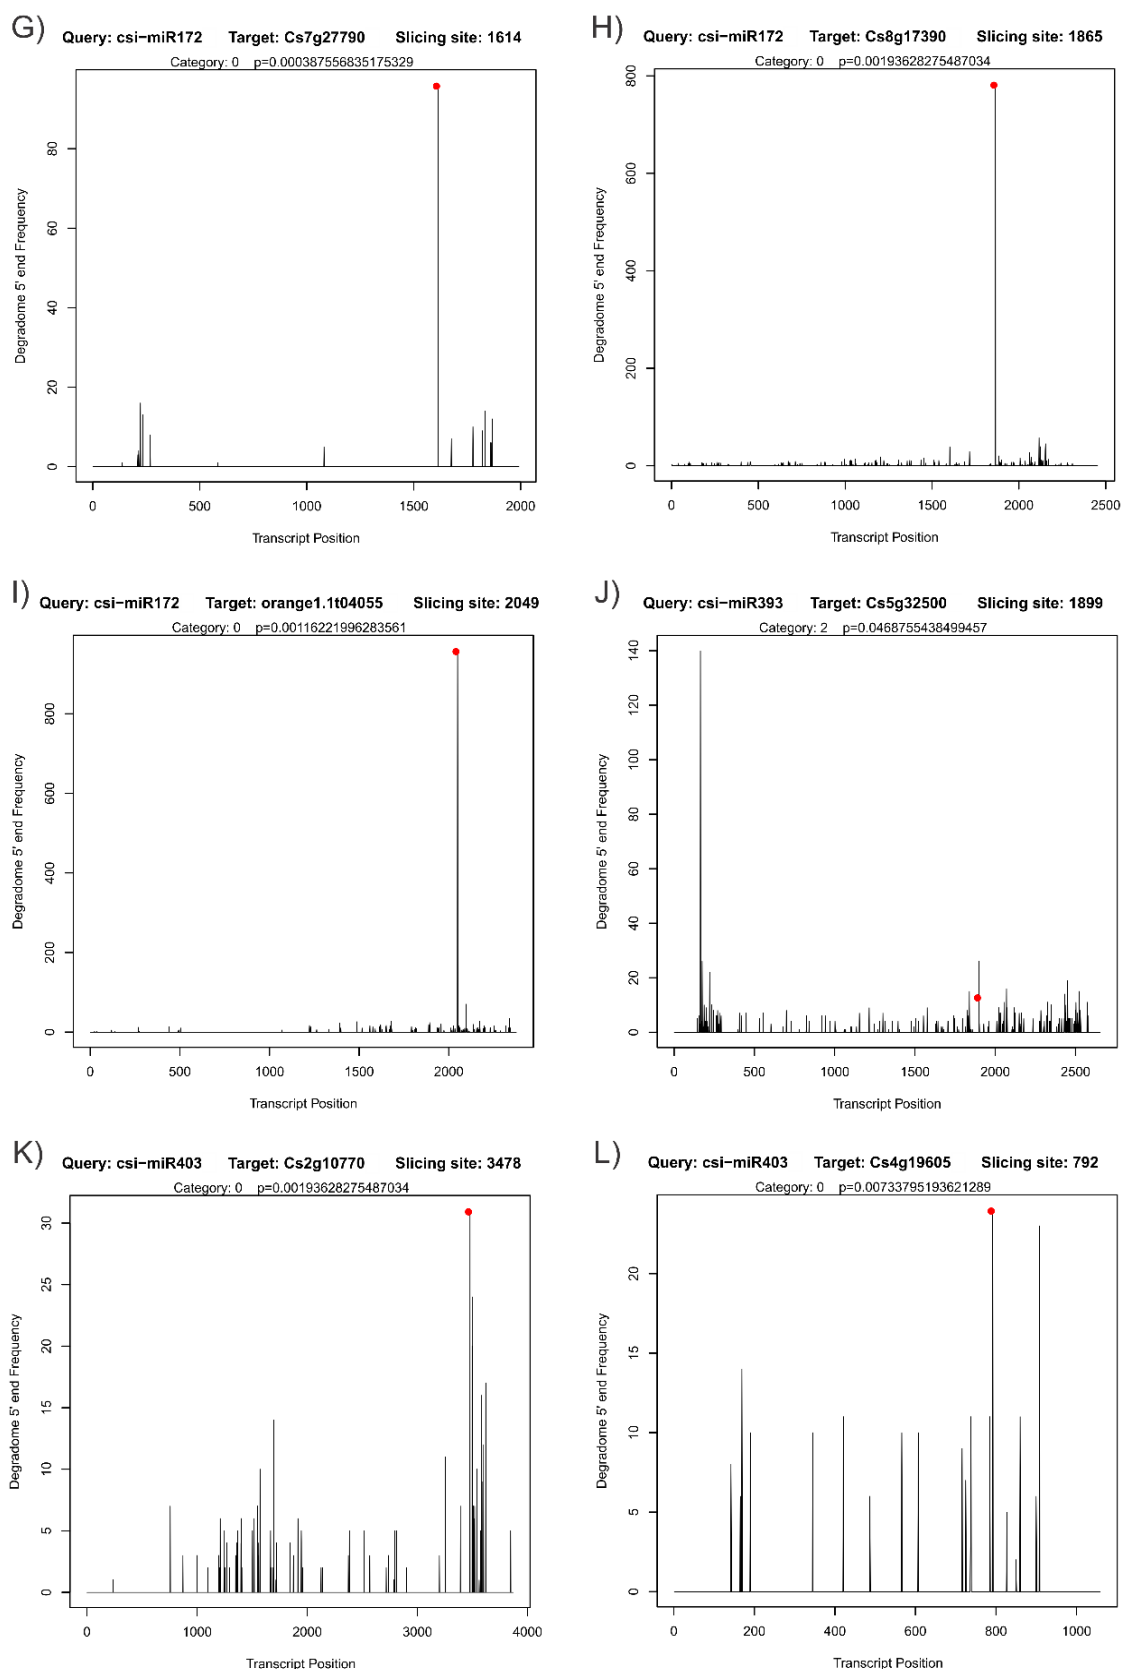 G) Query: csi−miR172 Target: Cs7g27790 Slicing site: 1614
Category: 0 p=0.000387556835175329
Degradome 5' end Frequency
0 20 40 60 80
0 500 1000 1500 2000
Transcript Position
H) Query: csi−miR172 Target: Cs8g17390 Slicing site: 1865
Category: 0 p=0.00193628275487034
Degradome 5' end Frequency
0 200 400 600 800
0 500 1000 1500 2000 2500
Transcript Position
I) Query: csi−miR172 Target: orange1.1t04055 Slicing site: 2049
Category: 0 p=0.00116221996283561
Degradome 5' end Frequency
0 200 400 600 800
0 500 1000 1500 2000
Transcript Position
J) Query: csi−miR393 Target: Cs5g32500 Slicing site: 1899
Category: 2 p=0.0468755438499457
Degradome 5' end Frequency
0 20 40 60 80 100 120 140
0 500 1000 1500 2000 2500
Transcript Position
K) Query: csi−miR403 Target: Cs2g10770 Slicing site: 3478
Category: 0 p=0.00193628275487034
Degradome 5' end Frequency
0 5 10 15 20 25 30
0 1000 2000 3000 4000
Transcript Position
L) Query: csi−miR403 Target: Cs4g19605 Slicing site: 792
Category: 0 p=0.00733795193621289
Degradome 5' end Frequency
0 5 10 15 20
0 200 400 600 800 1000
Transcript Position